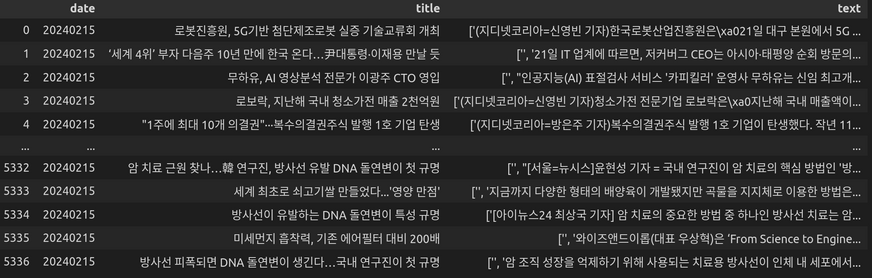 date title text
0 20240215 로봇진흥원, 5G기반 첨단제조로봇 실증 기술교류회 개최 ['(지디넷코리아=신영빈 기자)한국로봇산업진흥원은\xa021일 대구 본원에서 5G ...
1 20240215 ‘세계 4위’ 부자 다음주 10년 만에 한국 온다…尹대통령·이재용 만날 듯 ['', '21일 IT 업계에 따르면, 저커버그 CEO는 아시아·태평양 순회 방문의...
2 20240215 무하유, AI 영상분석 전문가 이광주 CTO 영입 ['', "인공지능(AI) 표절검사 서비스 '카피킬러' 운영사 무하유는 신임 최고개...
3 20240215 로보락, 지난해 국내 청소가전 매출 2천억원 ['(지디넷코리아=신영빈 기자)청소가전 전문기업 로보락은\xa0지난해 국내 매출액이...
4 20240215 "1주에 최대 10개 의결권"…복수의결권주식 발행 1호 기업 탄생 ['(지디넷코리아=방은주 기자)복수의결권주식 발행 1호 기업이 탄생했다. 작년 11...
... ... ... ...
5332 20240215 암 치료 근원 찾나…韓 연구진, 방사선 유발 DNA 돌연변이 첫 규명 ['', "[서울=뉴시스]윤현성 기자 = 국내 연구진이 암 치료의 핵심 방법인 '방...
5333 20240215 세계 최초로 쇠고기쌀 만들었다...'영양 만점' ['', '지금까지 다양한 형태의 배양육이 개발됐지만 곡물을 지지체로 이용한 방법은...
5334 20240215 방사선이 유발하는 DNA 돌연변이 특성 규명 ['[아이뉴스24 최상국 기자] 암 치료의 중요한 방법 중 하나인 방사선 치료는 암...
5335 20240215 미세먼지 흡착력, 기존 에어필터 대비 200배 ['', '와이즈앤드이롭(대표 우상혁)은 ‘From Science to Engine...
5336 20240215 방사선 피폭되면 DNA 돌연변이 생긴다…국내 연구진이 첫 규명 ['', '암 조직 성장을 억제하기 위해 사용되는 치료용 방사선이 인체 내 세포에서...